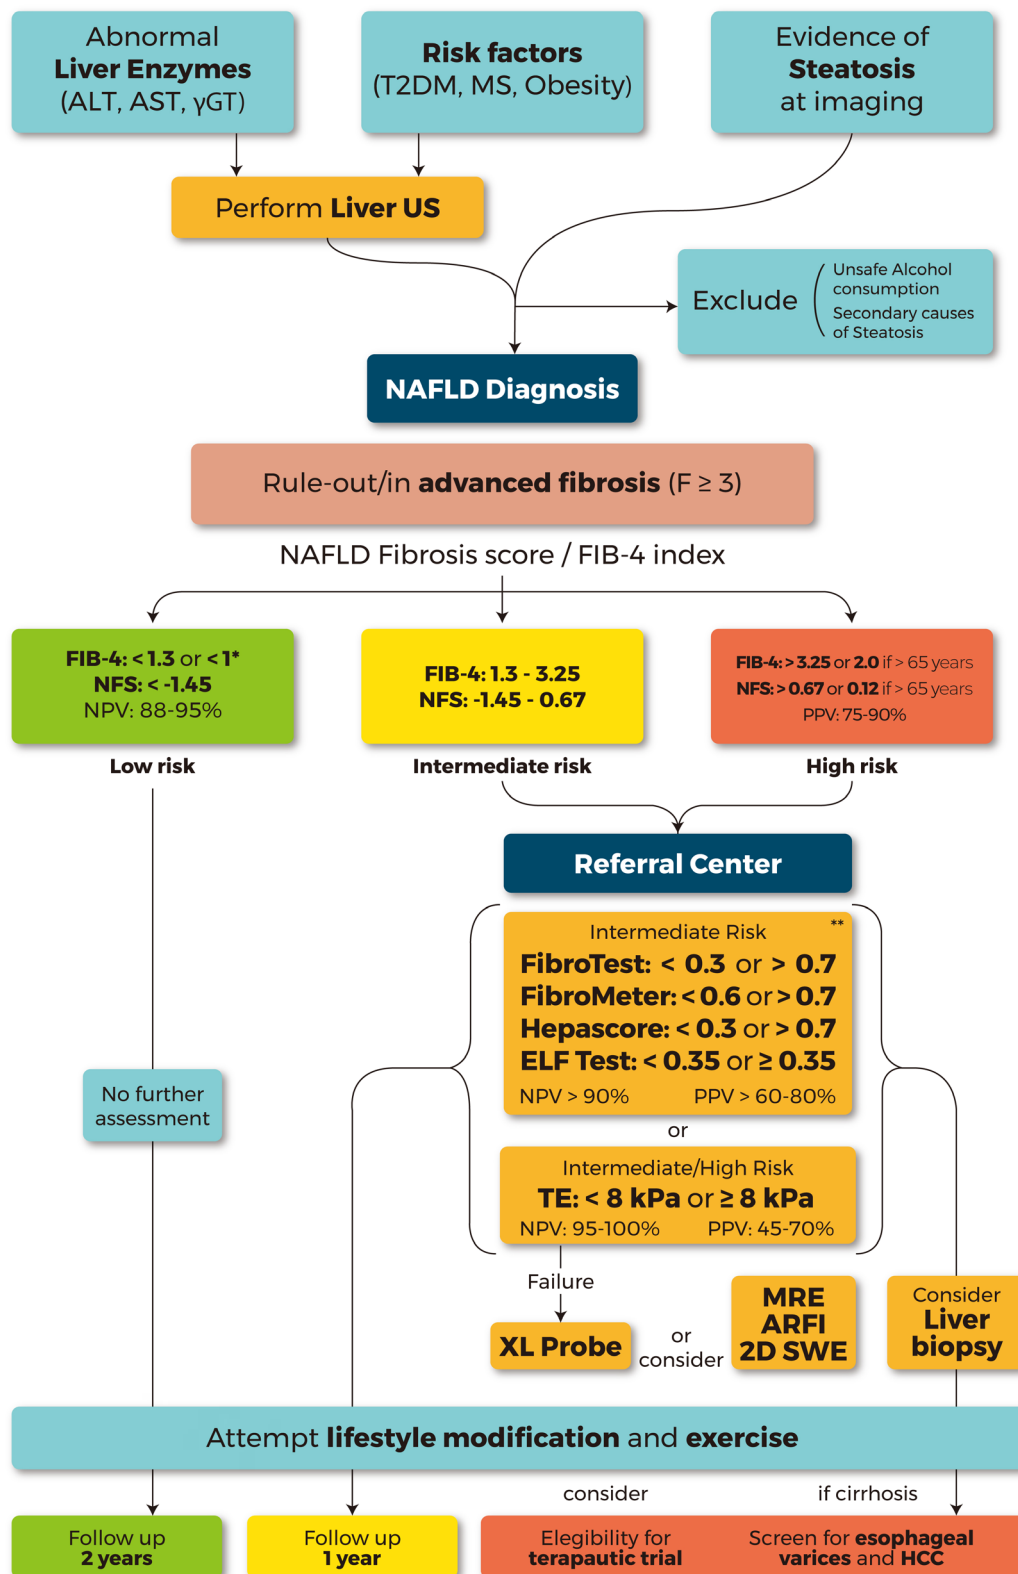 Abnormal
Liver Enzymes
(ALT, AST, γGT)
Risk factors
(T2DM, MS, Obesity)
Evidence of
Steatosis
at imaging
Perform Liver US
Exclude
Unsafe Alcohol
consumption
Secondary causes
of Steatosis
NAFLD Diagnosis
Rule-out/in advanced fibrosis (F ≥ 3)
NAFLD Fibrosis score / FIB-4 index
FIB-4: < 1.3 or < 1*
NFS: < -1.45
NPV: 88-95%
FIB-4: 1.3 - 3.25
NFS: -1.45 - 0.67
FIB-4: > 3.25 or 2.0 if > 65 years
NFS: > 0.67 or 0.12 if > 65 years
PPV: 75-90%
Low risk
Intermediate risk
High risk
Referral Center
Intermediate Risk **
FibroTest: < 0.3 or > 0.7
FibroMeter: < 0.6 or > 0.7
Hepascore: < 0.3 or > 0.7
ELF Test: < 0.35 or ≥ 0.35
NPV > 90% PPV > 60-80%
No further
assessment
or
Intermediate/High Risk
TE: < 8 kPa or ≥ 8 kPa
NPV: 95-100% PPV: 45-70%
Failure
XL Probe
or
consider
MRE
ARFI
2D SWE
Consider
Liver
biopsy
Attempt lifestyle modification and exercise
consider
if cirrhosis
Follow up
2 years
Follow up
1 year
Elegibility for
terapautic trial
Screen for esophageal
varices and HCC